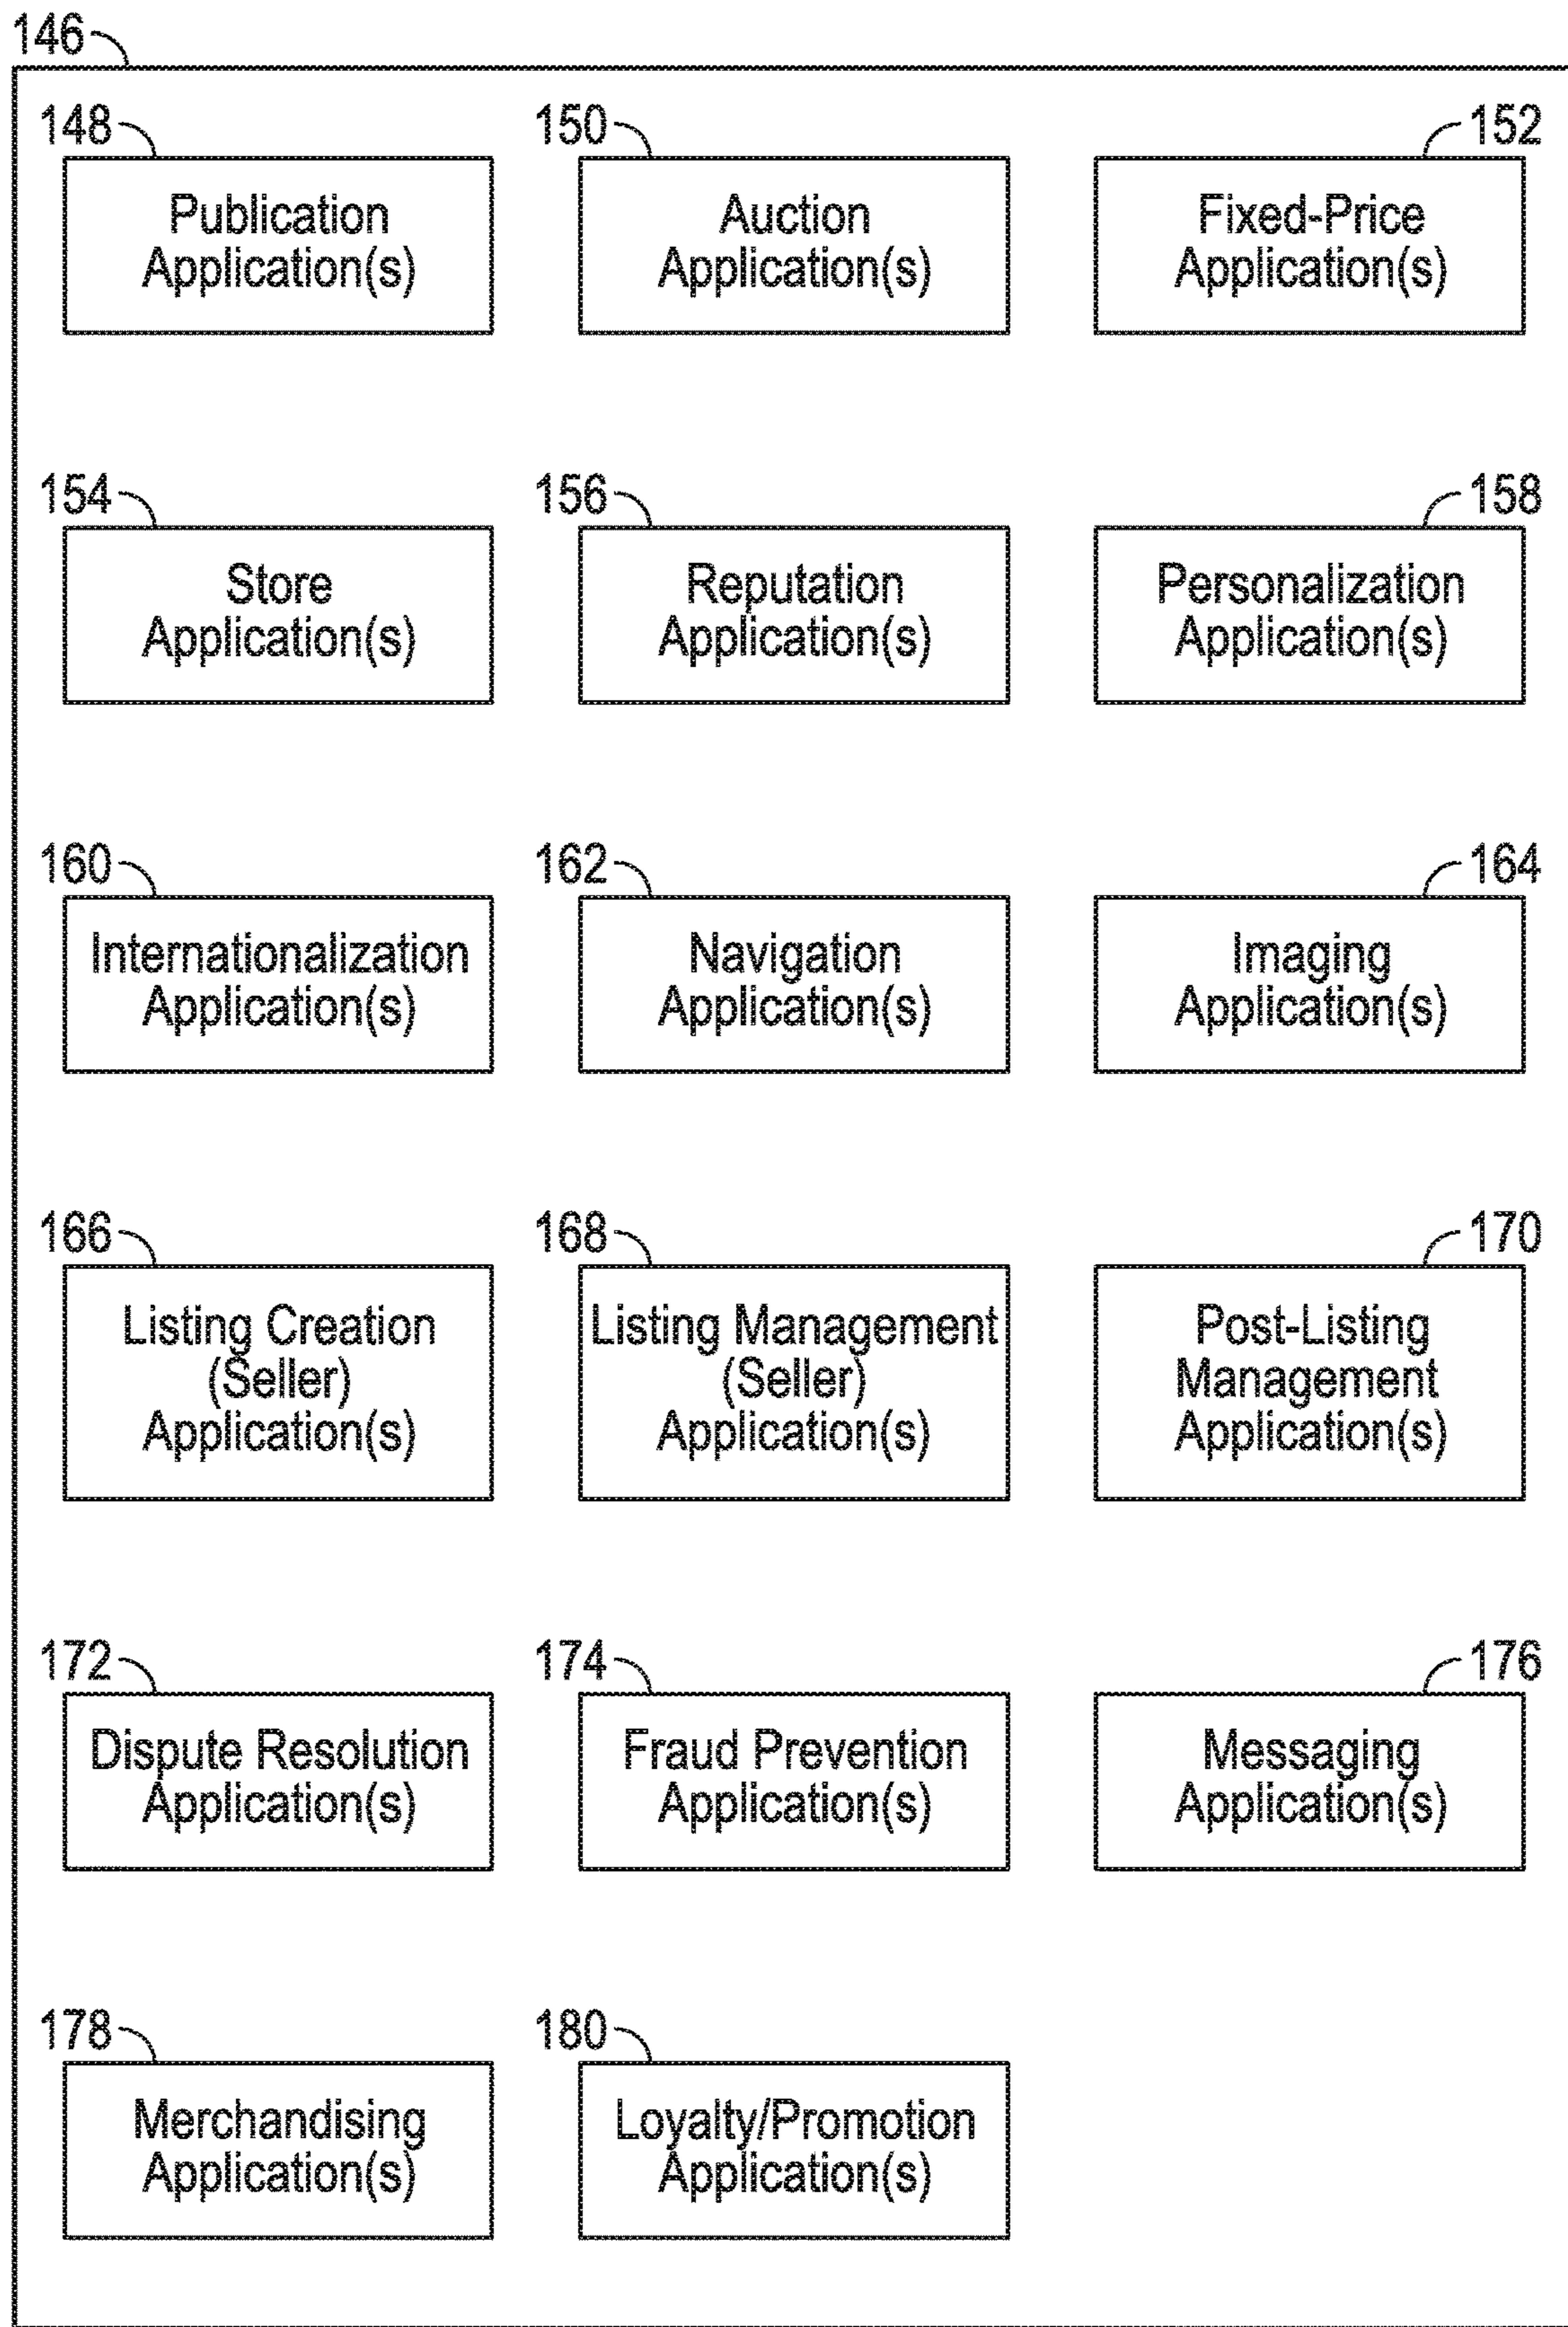 146
148
Publication
Application(s)
150
Auction
Application(s)
152
Fixed-Price
Application(s)
154
Store
Application(s)
156
Reputation
Application(s)
158
Personalization
Application(s)
160
Internationalization
Application(s)
162
Navigation
Application(s)
164
Imaging
Application(s)
166
Listing Creation
(Seller)
Application(s)
168
Listing Management
(Seller)
Application(s)
170
Post-Listing
Management
Application(s)
172
Dispute Resolution
Application(s)
174
Fraud Prevention
Application(s)
176
Messaging
Application(s)
178
Merchandising
Application(s)
180
Loyalty/Promotion
Application(s)